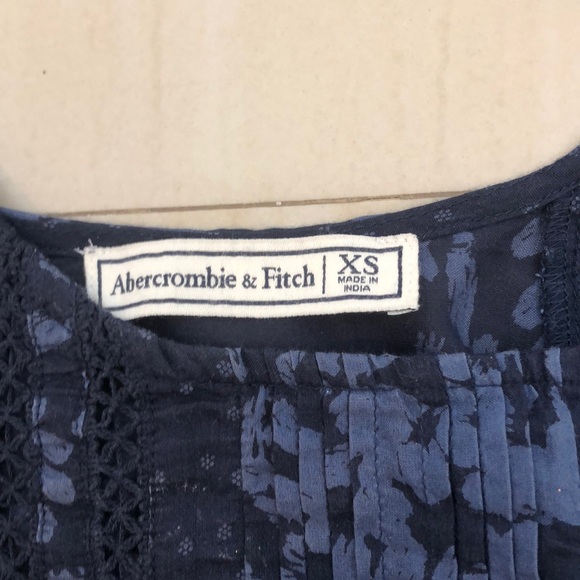 Abercrombie & Fitch
XS
MADE IN
INDIA